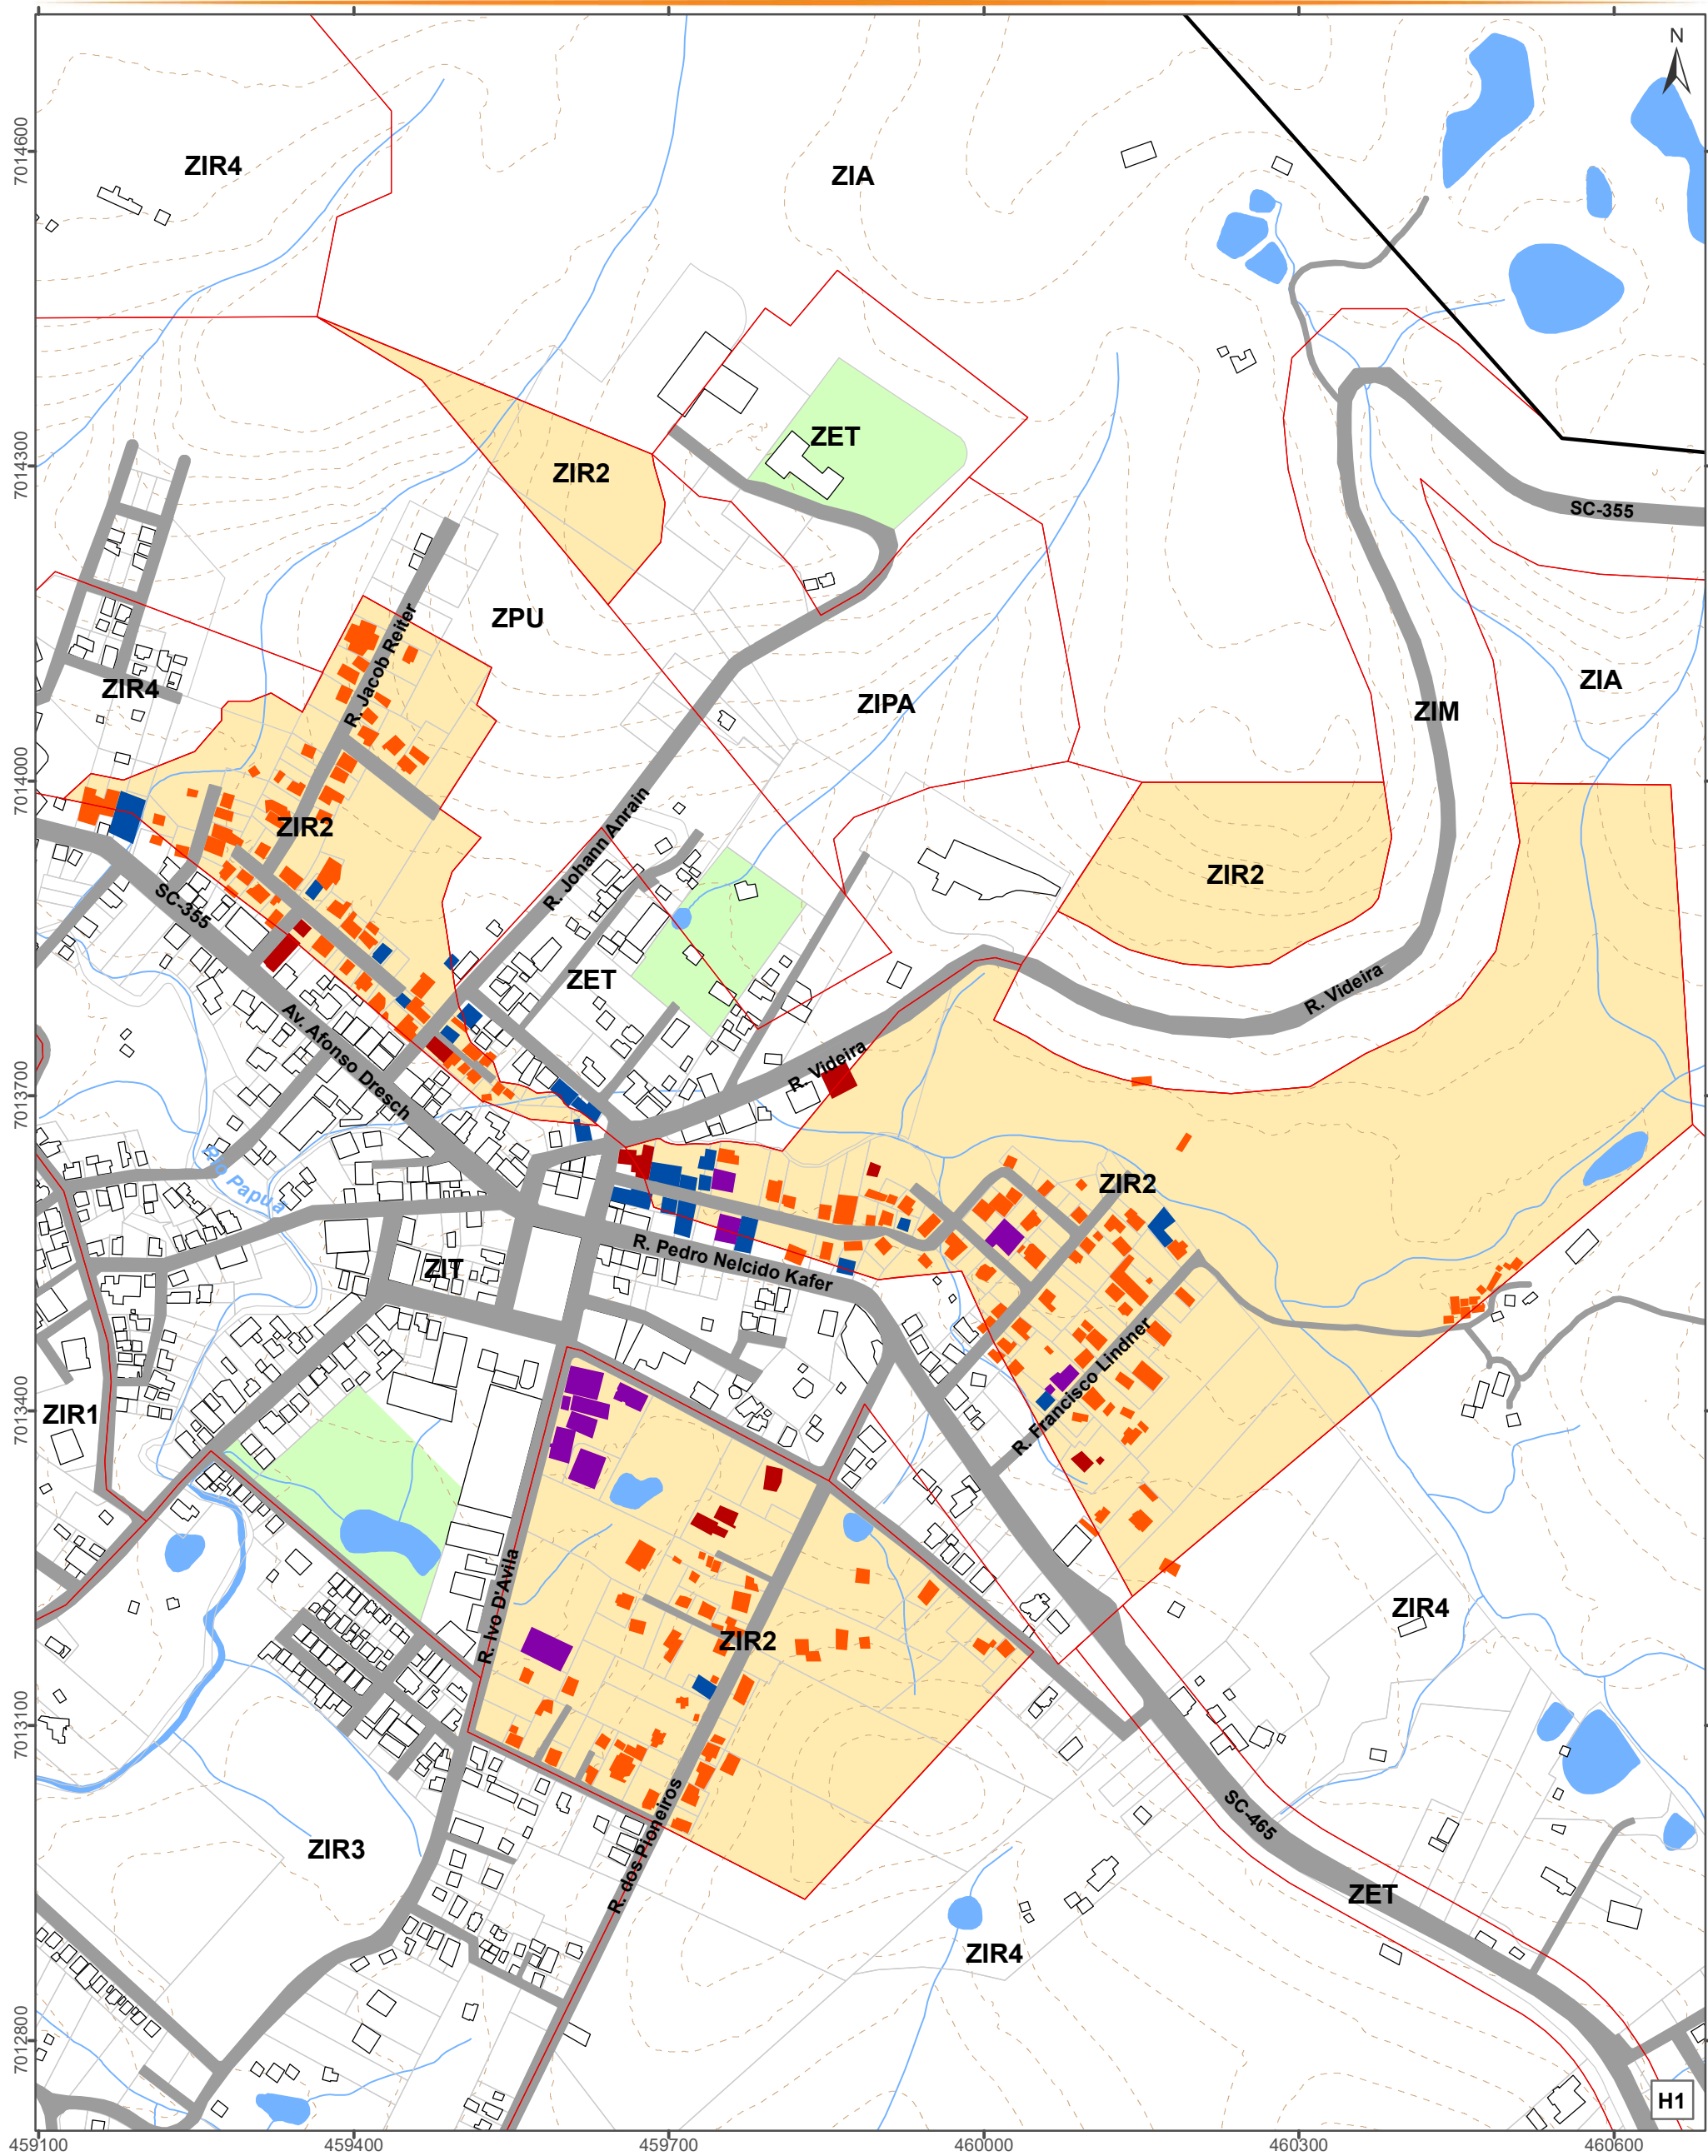 N
7014600
ZIR4
ZIA
7014300
ZET
ZIR2
SC-355
ZPU
R. Jacob Reiter
ZIR4
ZIPA
ZIM
ZIA
7014000
ZIR2
R. Johann Anrain
ZIR2
SC-355
ZET
R. Videira
Av. Afonso Dresch
R. Videira
7013700
Rio Papuã
ZIR2
R. Pedro Nelcido Kafer
ZIT
R. Francisco Lindner
7013400
ZIR1
R. Ivo D'Avila
ZIR4
ZIR2
7013100
SC-465
R. dos Pioneiros
ZIR3
ZET
ZIR4
7012800
H1
459100
459400
459700
460000
460300
460600